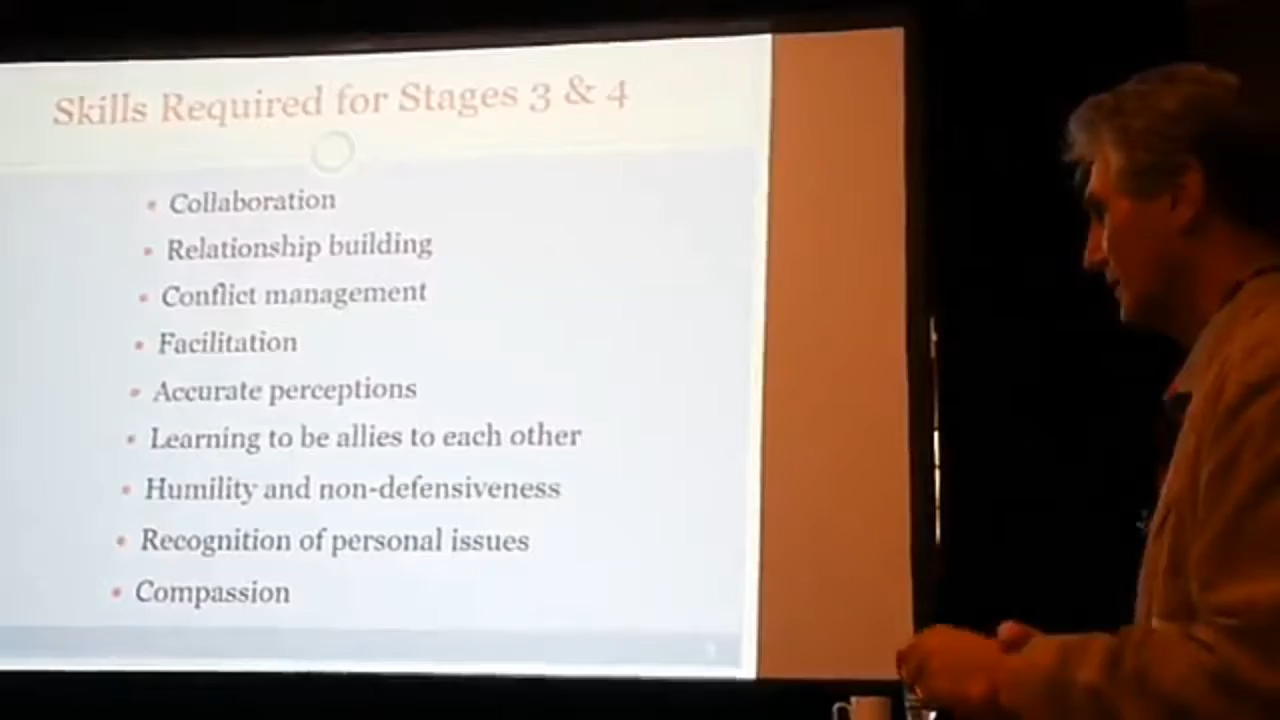 Skills Required for Stages 3 & 4
• Collaboration
• Relationship building
• Conflict management
• Facilitation
• Accurate perceptions
• Learning to be allies to each other
• Humility and non-defensiveness
• Recognition of personal issues
• Compassion